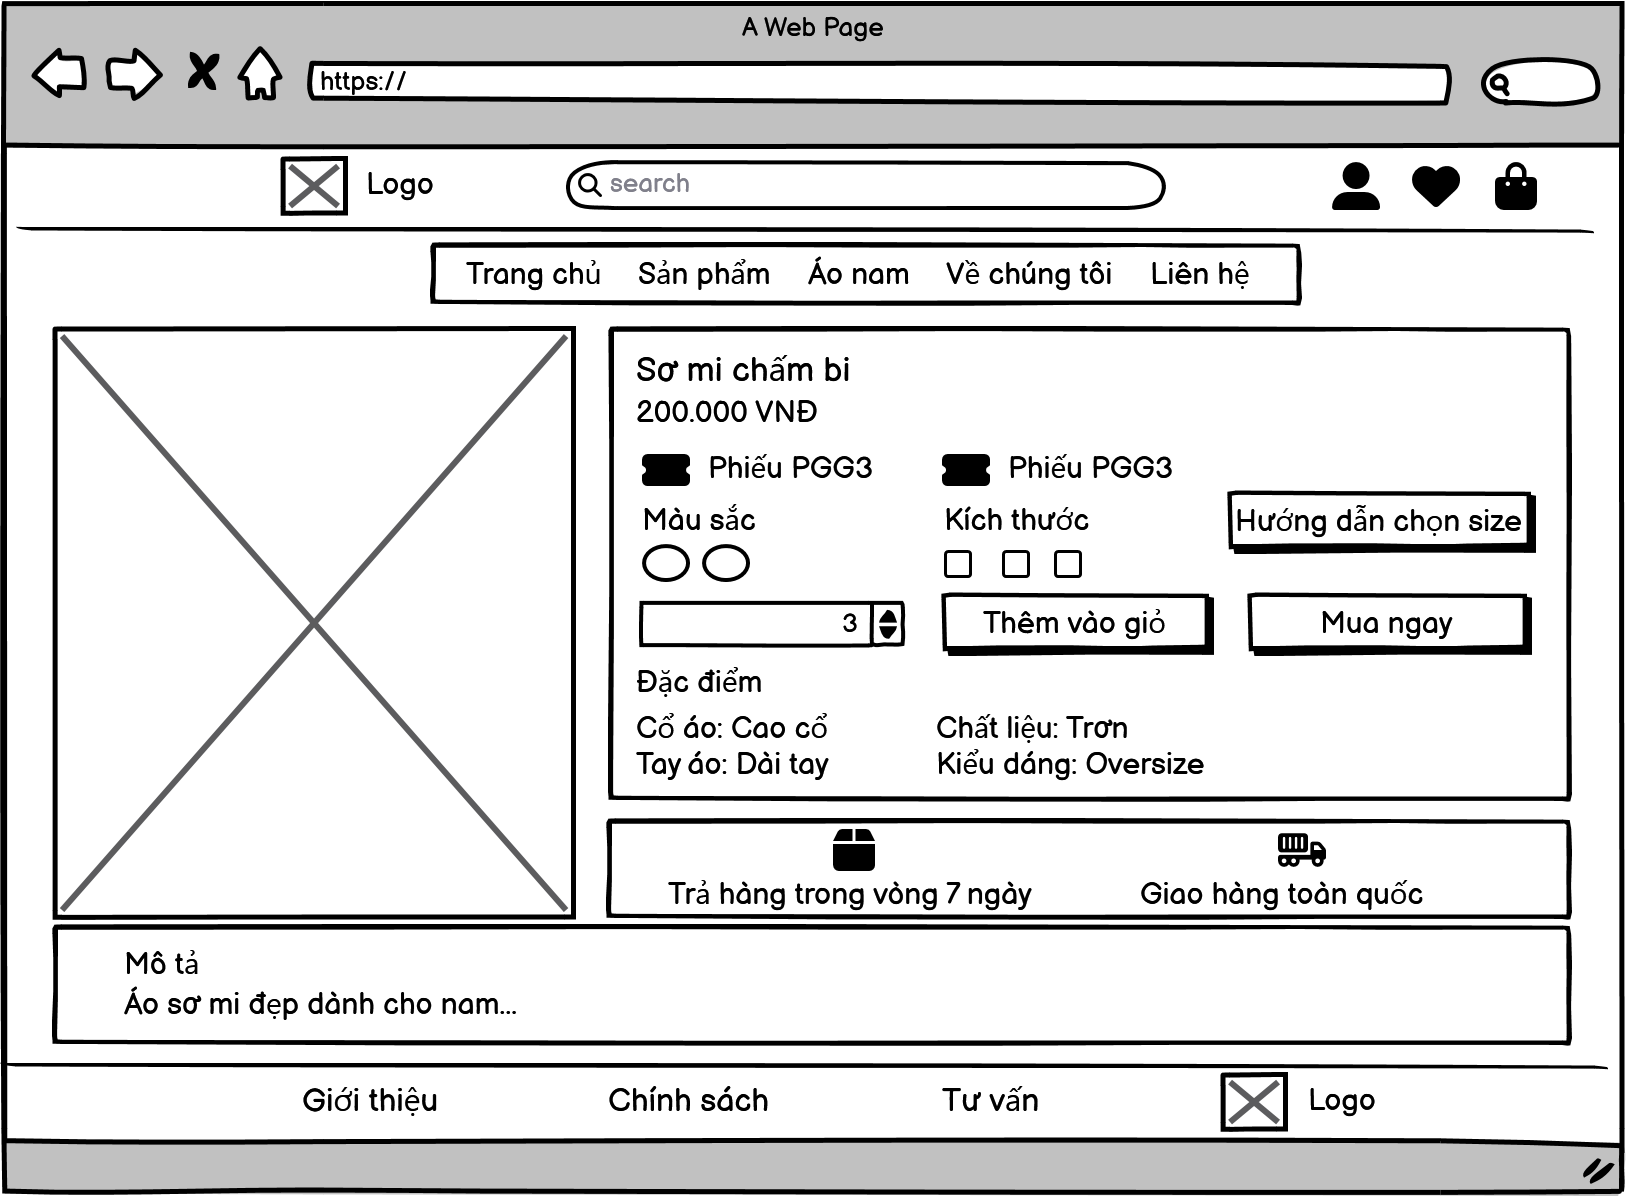 A Web Page
https://
Logo
search
Trang chủ Sản phẩm Áo nam Về chúng tôi Liên hệ
Sơ mi chấm bi
200.000 VNĐ
Phiếu PGG3 Phiếu PGG3
Màu sắc Kích thước Hướng dẫn chọn size
3 Thêm vào giỏ Mua ngay
Đặc điểm
Cổ áo: Cao cổ Chất liệu: Trơn
Tay áo: Dài tay Kiểu dáng: Oversize
Trả hàng trong vòng 7 ngày Giao hàng toàn quốc
Mô tả
Áo sơ mi đẹp dành cho nam...
Giới thiệu Chính sách Tư vấn Logo